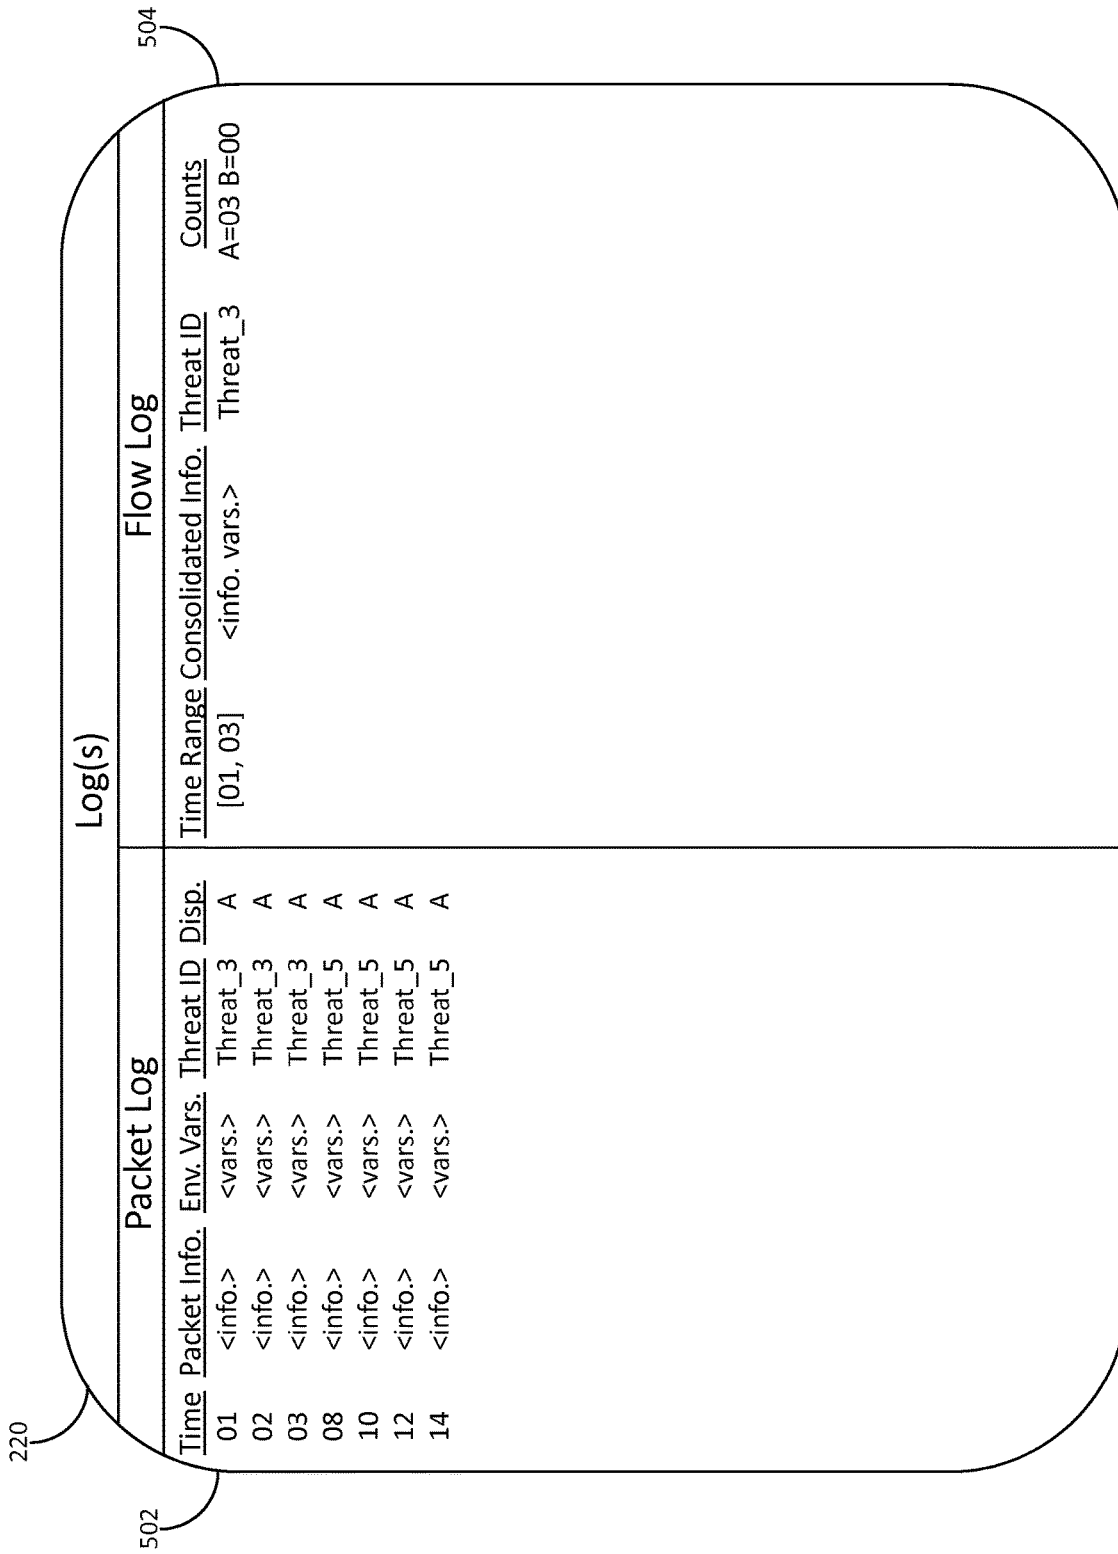 220
502
504
Log(s)
Packet Log
Flow Log
Time Packet Info. Env. Vars. Threat ID Disp.
Time Range Consolidated Info. Threat ID Counts
01 <info.> <vars.> Threat_3 A
[01, 03] <info. vars.> Threat_3 A=03 B=00
02 <info.> <vars.> Threat_3 A
03 <info.> <vars.> Threat_3 A
08 <info.> <vars.> Threat_5 A
10 <info.> <vars.> Threat_5 A
12 <info.> <vars.> Threat_5 A
14 <info.> <vars.> Threat_5 A